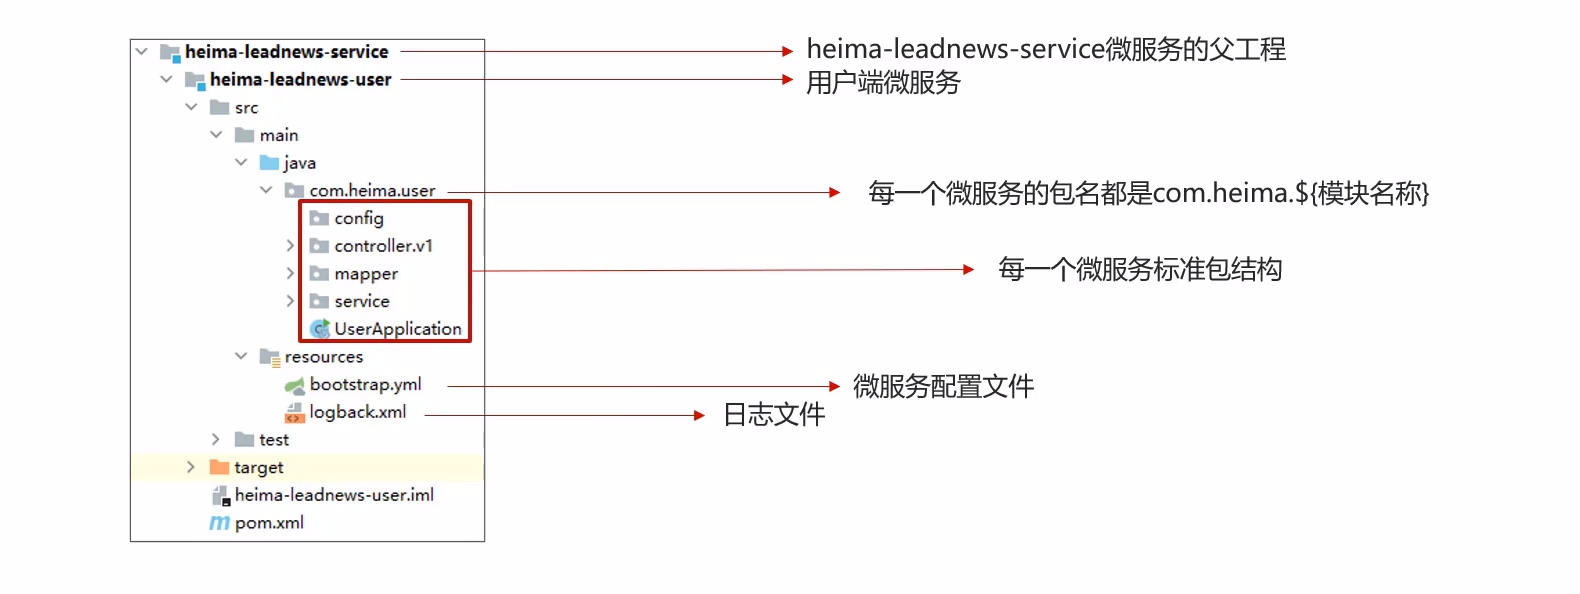 heima-leadnews-service
heima-leadnews-service微服务的父工程
heima-leadnews-user
用户端微服务
src
main
java
com.heima.user
每一个微服务的包名都是com.heima.${模块名称}
config
controller.v1
mapper
每一个微服务标准包结构
service
UserApplication
resources
bootstrap.yml
微服务配置文件
logback.xml
日志文件
test
target
heima-leadnews-user.iml
pom.xml